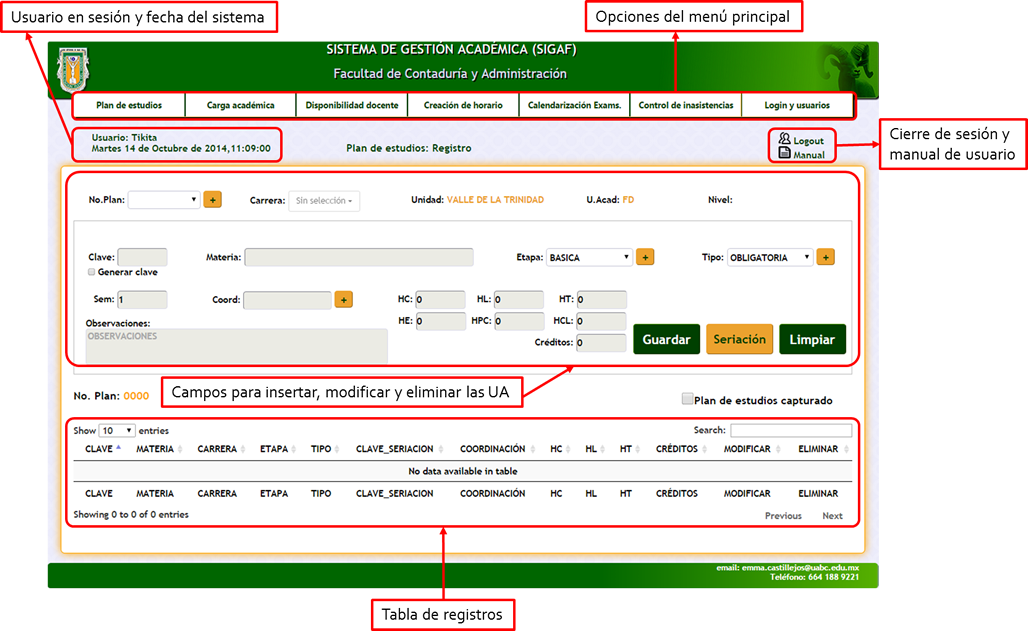 Usuario en sesión y fecha del sistema
Opciones del menú principal
SISTEMA DE GESTIÓN ACADÉMICA (SIGAF)
Facultad de Contaduría y Administración
Plan de estudios Carga académica Disponibilidad docente Creación de horario Calendarización Exams. Control de inasistencias Login y usuarios
Usuario: Tikita
Martes 14 de Octubre de 2014,11:09:00
Plan de estudios: Registro
Logout
Manual
Cierre de sesión y
manual de usuario
No.Plan: + Carrera: Sin selección Unidad: VALLE DE LA TRINIDAD U.Acad: FD Nivel:
Clave: Materia: Etapa: BASICA + Tipo: OBLIGATORIA +
Generar clave
Sem: 1 Coord: + HC: 0 HL: 0 HT: 0
HE: 0 HPC: 0 HCL: 0
Observaciones:
OBSERVACIONES
Créditos: 0
Guardar Seriación Limpiar
No. Plan: 0000
Campos para insertar, modificar y eliminar las UA
Plan de estudios capturado
Show 10 entries Search:
CLAVE MATERIA CARRERA ETAPA TIPO CLAVE_SERIACION COORDINACIÓN HC HL HT CRÉDITOS MODIFICAR ELIMINAR
No data available in table
CLAVE MATERIA CARRERA ETAPA TIPO CLAVE_SERIACION COORDINACIÓN HC HL HT CRÉDITOS MODIFICAR ELIMINAR
Showing 0 to 0 of 0 entries Previous Next
email: emma.castillejos@uabc.edu.mx
Teléfono: 664 188 9221
Tabla de registros